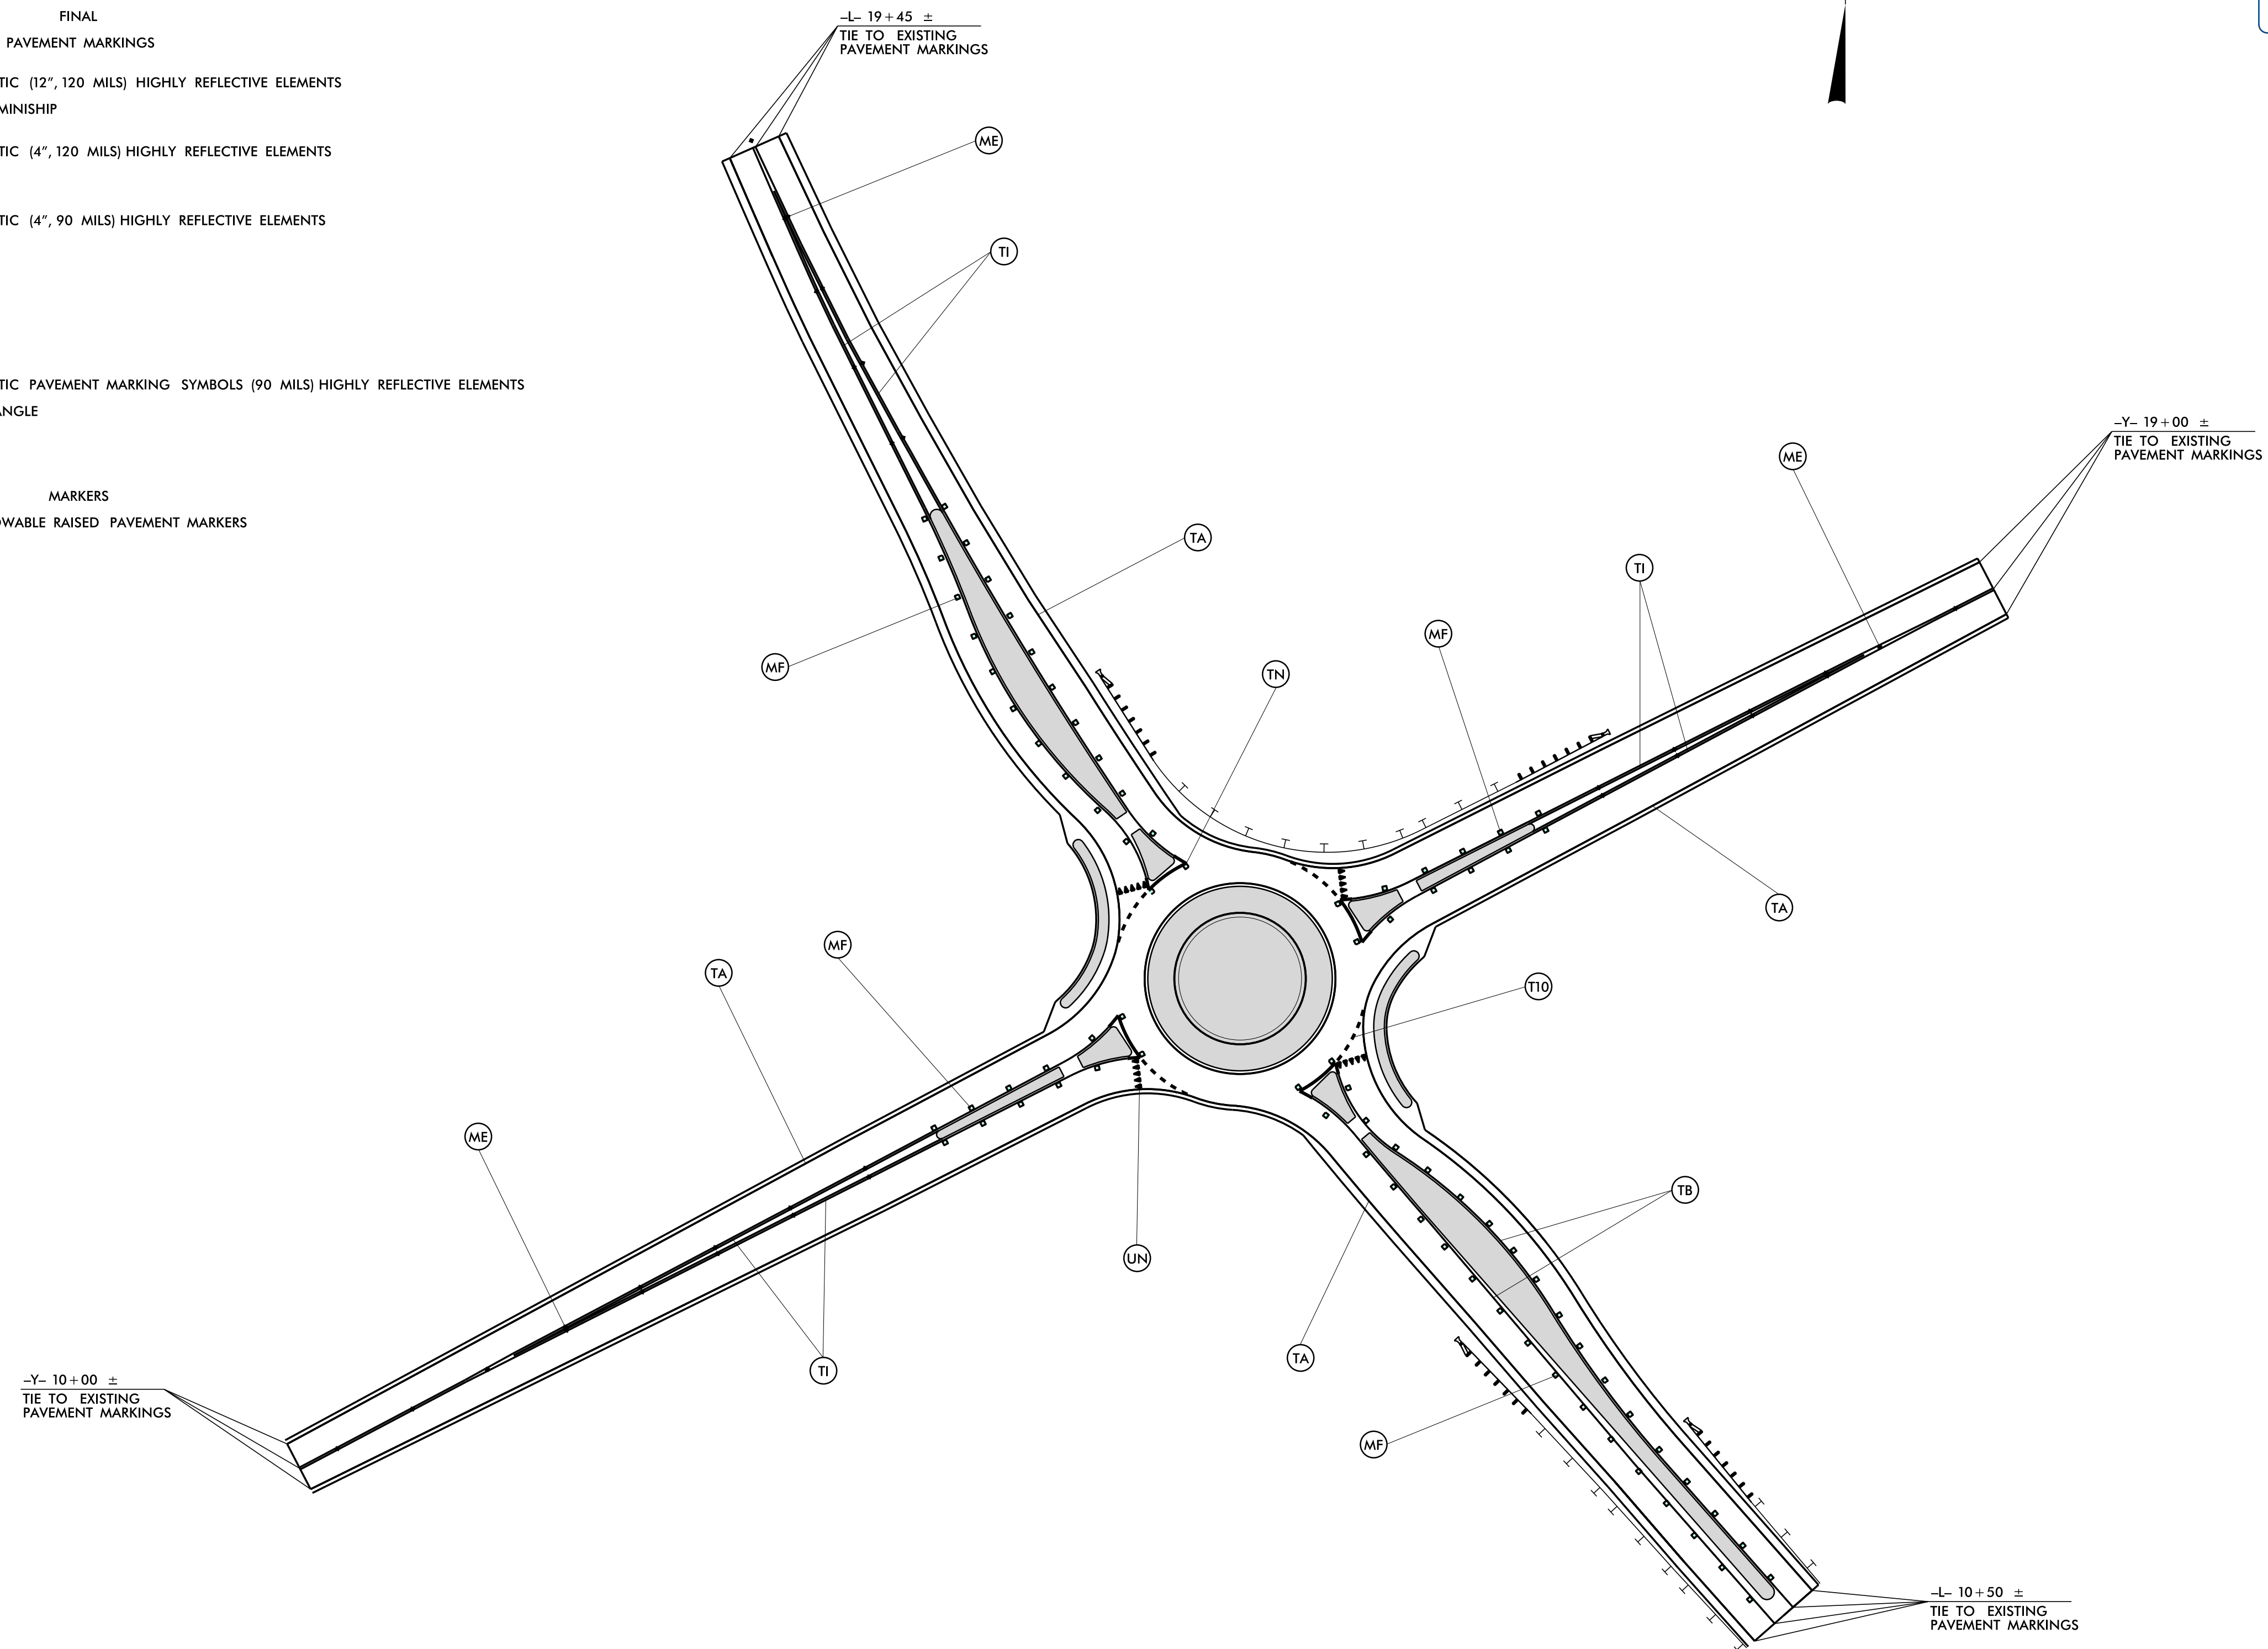 FINAL
PAVEMENT MARKINGS
TIC (12", 120 MILS) HIGHLY REFLECTIVE ELEMENTS
MINISHIP
TIC (4", 120 MILS) HIGHLY REFLECTIVE ELEMENTS
TIC (4", 90 MILS) HIGHLY REFLECTIVE ELEMENTS
TIC PAVEMENT MARKING SYMBOLS (90 MILS) HIGHLY REFLECTIVE ELEMENTS
ANGLE
MARKERS
OWABLE RAISED PAVEMENT MARKERS
–L– 19+45 ±
TIE TO EXISTING
PAVEMENT MARKINGS
ME
TI
–Y– 19+00 ±
TIE TO EXISTING
PAVEMENT MARKINGS
ME
TA
TI
MF
MF
TN
TA
MF
TA
T10
ME
TB
UN
TA
TI
–Y– 10+00 ±
TIE TO EXISTING
PAVEMENT MARKINGS
MF
–L– 10+50 ±
TIE TO EXISTING
PAVEMENT MARKINGS